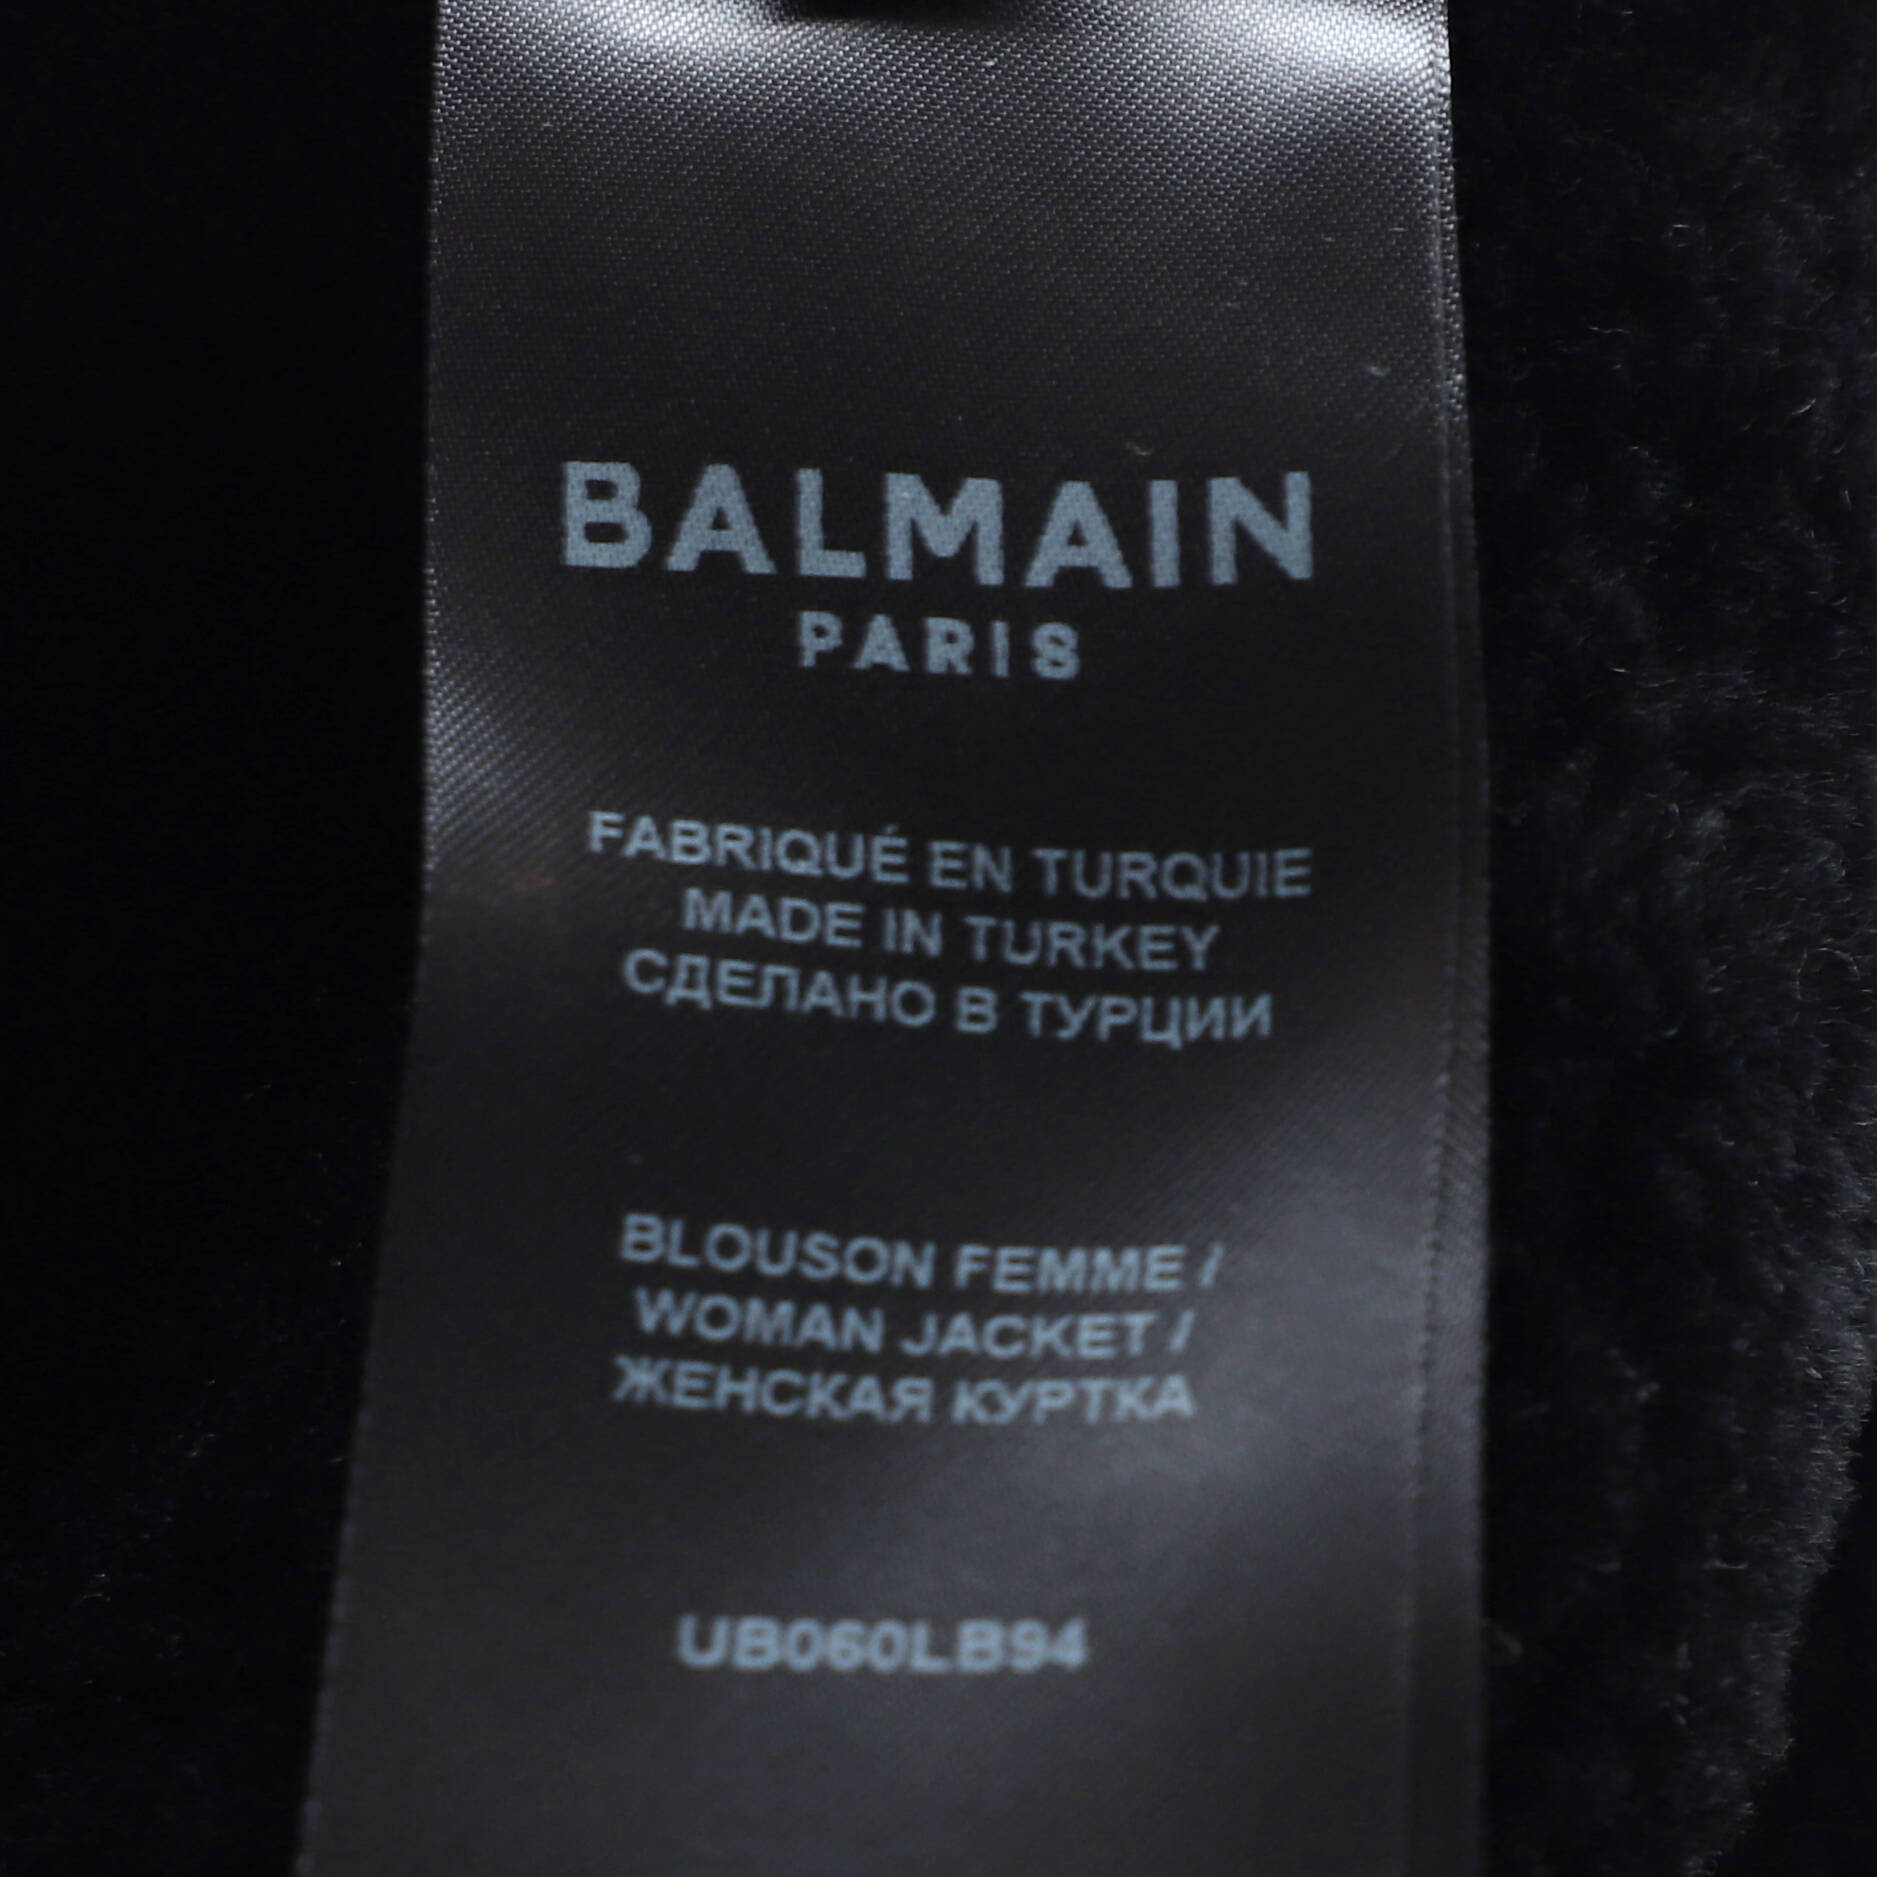 BALMAIN
PARIS
FABRIQUÉ EN TURQUIE
MADE IN TURKEY
СДЕЛАНО В ТУРЦИИ
BLOUSON FEMME /
WOMAN JACKET /
ЖЕНСКАЯ КУРТКА
UB060LB94